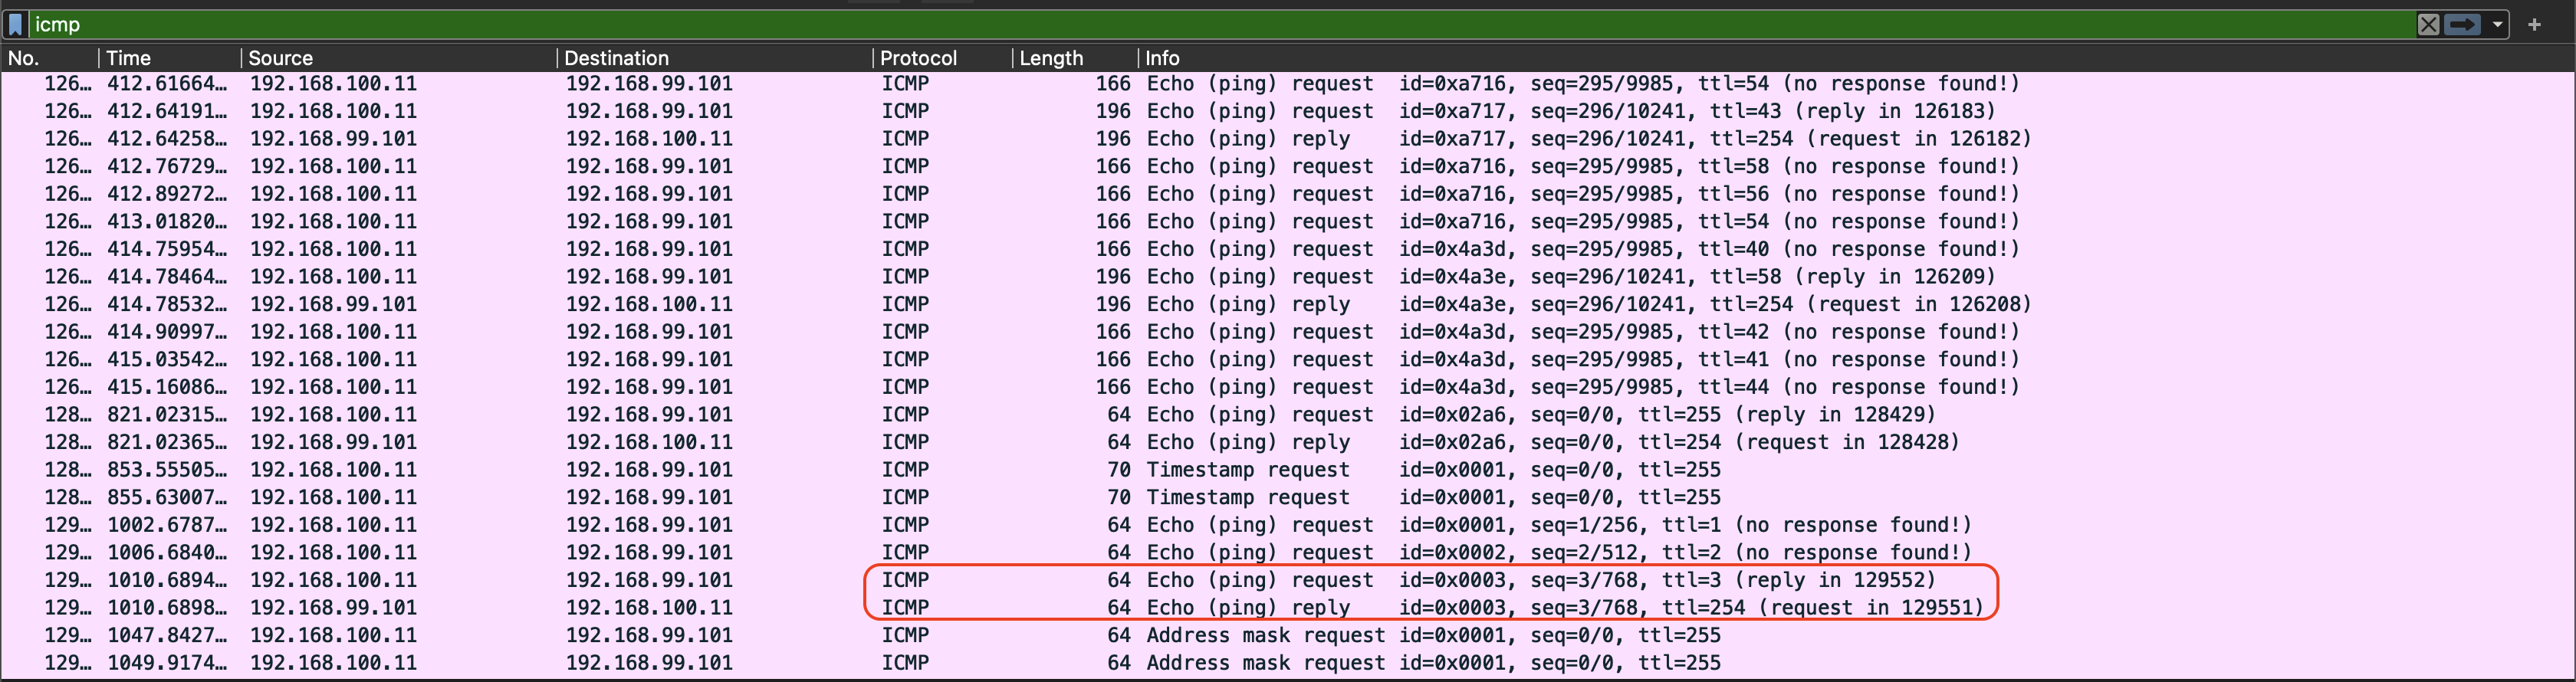 icmp
No. Time Source Destination Protocol Length Info
126… 412.61664… 192.168.100.11 192.168.99.101 ICMP 166 Echo (ping) request id=0xa716, seq=295/9985, ttl=54 (no response found!)
126… 412.64191… 192.168.100.11 192.168.99.101 ICMP 196 Echo (ping) request id=0xa717, seq=296/10241, ttl=43 (reply in 126183)
126… 412.64258… 192.168.99.101 192.168.100.11 ICMP 196 Echo (ping) reply id=0xa717, seq=296/10241, ttl=254 (request in 126182)
126… 412.76729… 192.168.100.11 192.168.99.101 ICMP 166 Echo (ping) request id=0xa716, seq=295/9985, ttl=58 (no response found!)
126… 412.89272… 192.168.100.11 192.168.99.101 ICMP 166 Echo (ping) request id=0xa716, seq=295/9985, ttl=56 (no response found!)
126… 413.01820… 192.168.100.11 192.168.99.101 ICMP 166 Echo (ping) request id=0xa716, seq=295/9985, ttl=54 (no response found!)
126… 414.75954… 192.168.100.11 192.168.99.101 ICMP 166 Echo (ping) request id=0x4a3d, seq=295/9985, ttl=40 (no response found!)
126… 414.78464… 192.168.100.11 192.168.99.101 ICMP 196 Echo (ping) request id=0x4a3e, seq=296/10241, ttl=58 (reply in 126209)
126… 414.78532… 192.168.99.101 192.168.100.11 ICMP 196 Echo (ping) reply id=0x4a3e, seq=296/10241, ttl=254 (request in 126208)
126… 414.90997… 192.168.100.11 192.168.99.101 ICMP 166 Echo (ping) request id=0x4a3d, seq=295/9985, ttl=42 (no response found!)
126… 415.03542… 192.168.100.11 192.168.99.101 ICMP 166 Echo (ping) request id=0x4a3d, seq=295/9985, ttl=41 (no response found!)
126… 415.16086… 192.168.100.11 192.168.99.101 ICMP 166 Echo (ping) request id=0x4a3d, seq=295/9985, ttl=44 (no response found!)
128… 821.02315… 192.168.100.11 192.168.99.101 ICMP 64 Echo (ping) request id=0x02a6, seq=0/0, ttl=255 (reply in 128429)
128… 821.02365… 192.168.99.101 192.168.100.11 ICMP 64 Echo (ping) reply id=0x02a6, seq=0/0, ttl=254 (request in 128428)
128… 853.55505… 192.168.100.11 192.168.99.101 ICMP 70 Timestamp request id=0x0001, seq=0/0, ttl=255
128… 855.63007… 192.168.100.11 192.168.99.101 ICMP 70 Timestamp request id=0x0001, seq=0/0, ttl=255
129… 1002.6787… 192.168.100.11 192.168.99.101 ICMP 64 Echo (ping) request id=0x0001, seq=1/256, ttl=1 (no response found!)
129… 1006.6840… 192.168.100.11 192.168.99.101 ICMP 64 Echo (ping) request id=0x0002, seq=2/512, ttl=2 (no response found!)
129… 1010.6894… 192.168.100.11 192.168.99.101 ICMP 64 Echo (ping) request id=0x0003, seq=3/768, ttl=3 (reply in 129552)
129… 1010.6898… 192.168.99.101 192.168.100.11 ICMP 64 Echo (ping) reply id=0x0003, seq=3/768, ttl=254 (request in 129551)
129… 1047.8427… 192.168.100.11 192.168.99.101 ICMP 64 Address mask request id=0x0001, seq=0/0, ttl=255
129… 1049.9174… 192.168.100.11 192.168.99.101 ICMP 64 Address mask request id=0x0001, seq=0/0, ttl=255